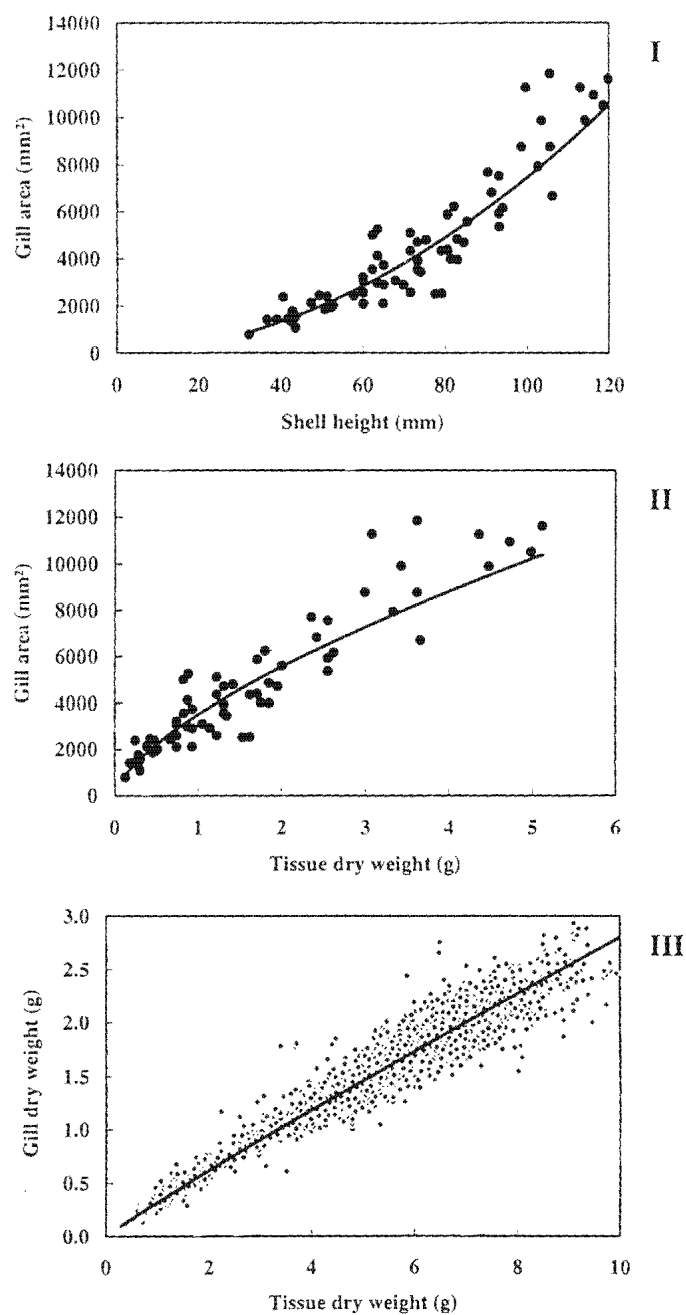 I
14000
12000
10000
8000
6000
4000
2000
0
Gill area (mm²)
0 20 40 60 80 100 120
Shell height (mm)
II
14000
12000
10000
8000
6000
4000
2000
0
Gill area (mm²)
0 1 2 3 4 5 6
Tissue dry weight (g)
III
3.0
2.5
2.0
1.5
1.0
0.5
0.0
Gill dry weight (g)
0 2 4 6 8 10
Tissue dry weight (g)